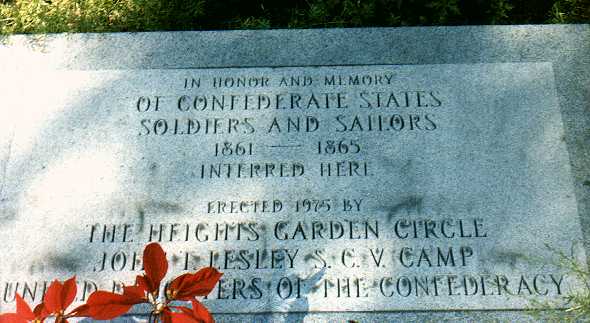 IN HONOR AND MEMORY
OF CONFEDERATE STATES
SOLDIERS AND SAILORS
1861 — 1865
INTERRED HERE
ERECTED 1975 BY
THE HEIGHTS GARDEN CIRCLE
LESLEY S. C. V. CAMP
OF THE CONFEDERACY